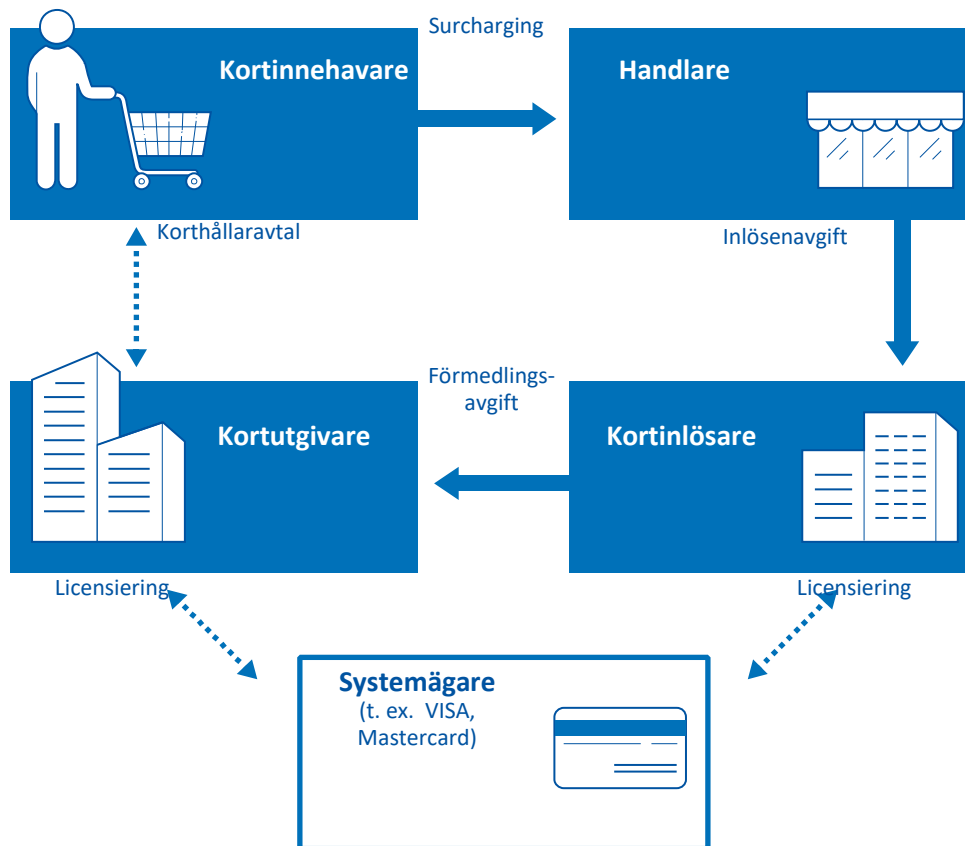 Surcharging
Kortinnehavare
Handlare
Korthållaravtal
Inlösenavgift
Förmedlings-
avgift
Kortutgivare
Kortinlösare
Licensiering
Licensiering
Systemägare
(t. ex. VISA,
Mastercard)